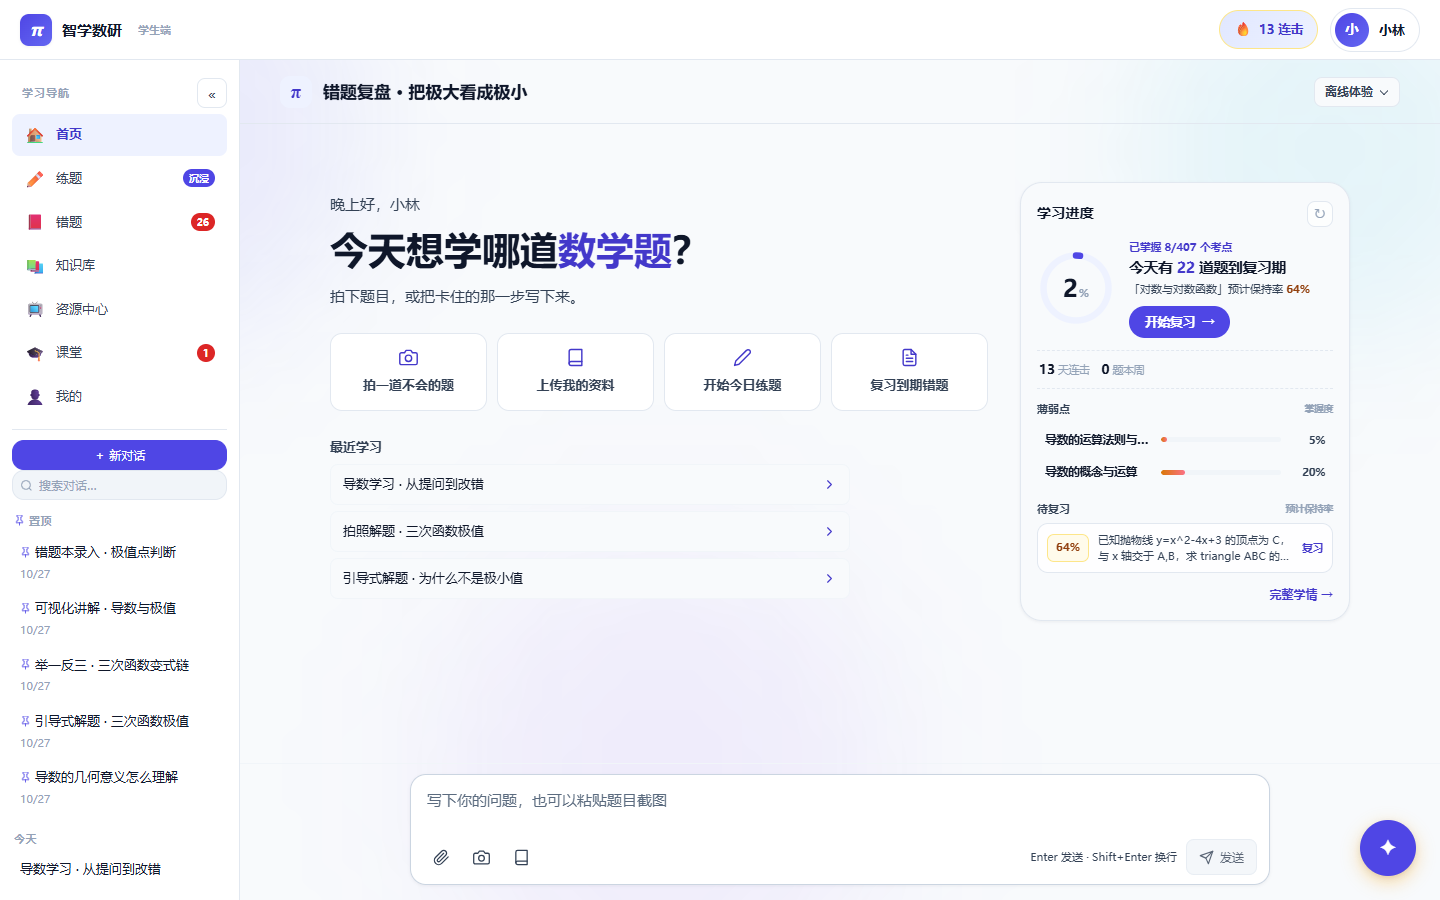 π 智学数研 学生端
13 连击
小 小林
学习导航 «
首页
练题 沉浸
错题 26
知识库
资源中心
课堂 1
我的
+ 新对话
搜索对话...
置顶
错题本录入 · 极值点判断
10/27
可视化讲解 · 导数与极值
10/27
举一反三 · 三次函数变式链
10/27
引导式解题 · 三次函数极值
10/27
导数的几何意义怎么理解
10/27
今天
导数学习 · 从提问到改错
π 错题复盘 • 把极大看成极小
离线体验
晚上好，小林
今天想学哪道数学题？
拍下题目，或把卡住的那一步写下来。
拍一道不会的题
上传我的资料
开始今日练题
复习到期错题
最近学习
导数学习 · 从提问到改错
拍照解题 · 三次函数极值
引导式解题 · 为什么不是极小值
学习进度
2%
已掌握 8/407 个考点
今天有 22 道题到复习期
「对数与对数函数」预计保持率 64%
开始复习 →
13 天连击 0 题本周
薄弱点 掌握度
导数的运算法则与... 5%
导数的概念与运算 20%
待复习 预计保持率
64%
已知抛物线 y=x^2-4x+3 的顶点为 C，
与 x 轴交于 A,B，求 triangle ABC 的...
复习
完整学情 →
写下你的问题，也可以粘贴题目截图
Enter 发送 · Shift+Enter 换行
发送